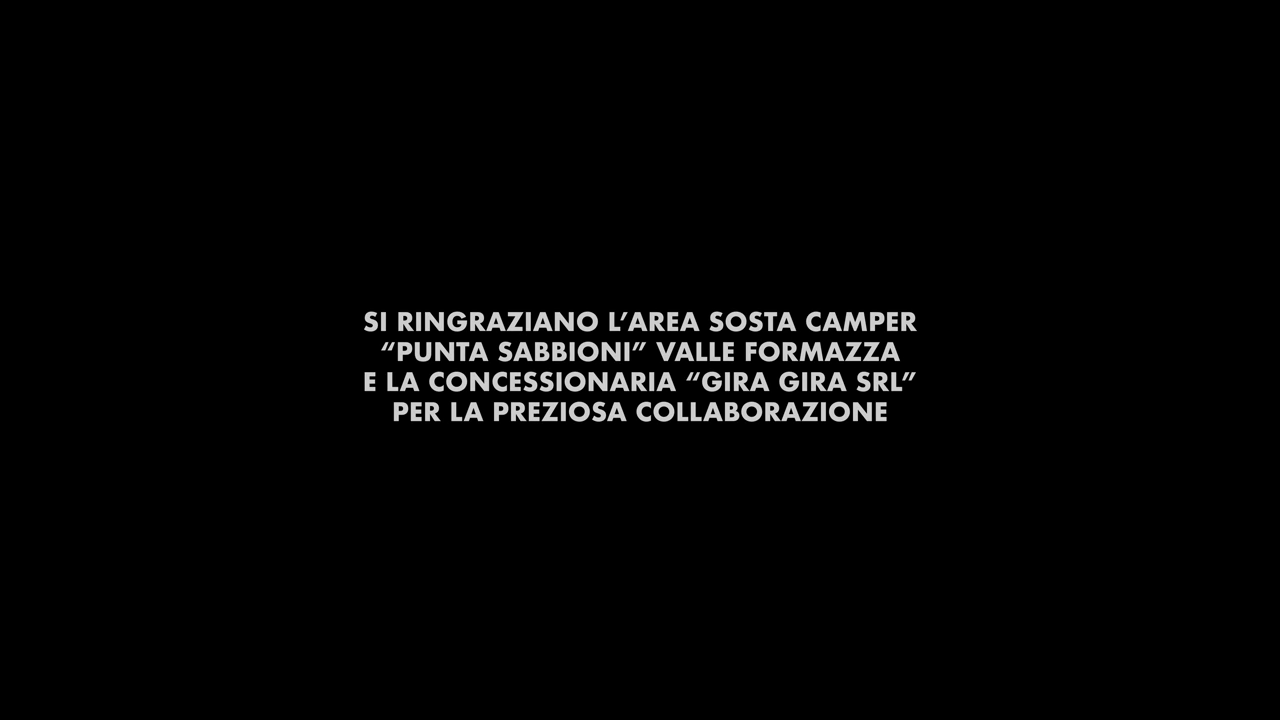 SI RINGRAZIANO L’AREA SOSTA CAMPER
“PUNTA SABBIONI” VALLE FORMAZZA
E LA CONCESSIONARIA “GIRA GIRA SRL”
PER LA PREZIOSA COLLABORAZIONE